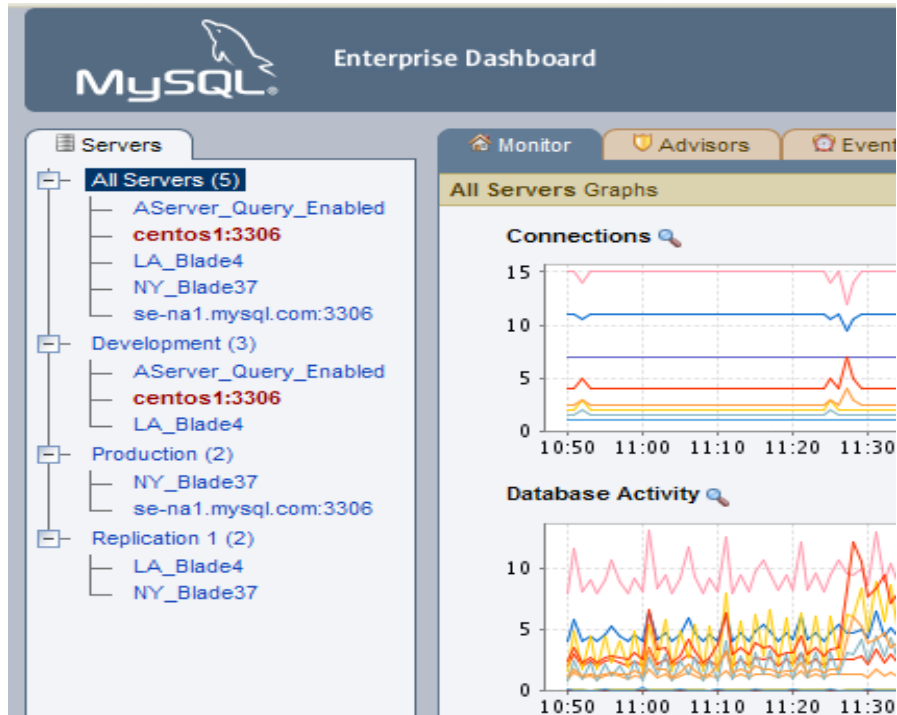 MySQL®
Enterprise Dashboard
Servers
All Servers (5)
AServer_Query_Enabled
centos1:3306
LA_Blade4
NY_Blade37
se-na1.mysql.com:3306
Development (3)
AServer_Query_Enabled
centos1:3306
LA_Blade4
Production (2)
NY_Blade37
se-na1.mysql.com:3306
Replication 1 (2)
LA_Blade4
NY_Blade37
Monitor
Advisors
Event
All Servers Graphs
Connections
15
10
5
0
10:50 11:00 11:10 11:20 11:30
Database Activity
10
5
0
10:50 11:00 11:10 11:20 11:30